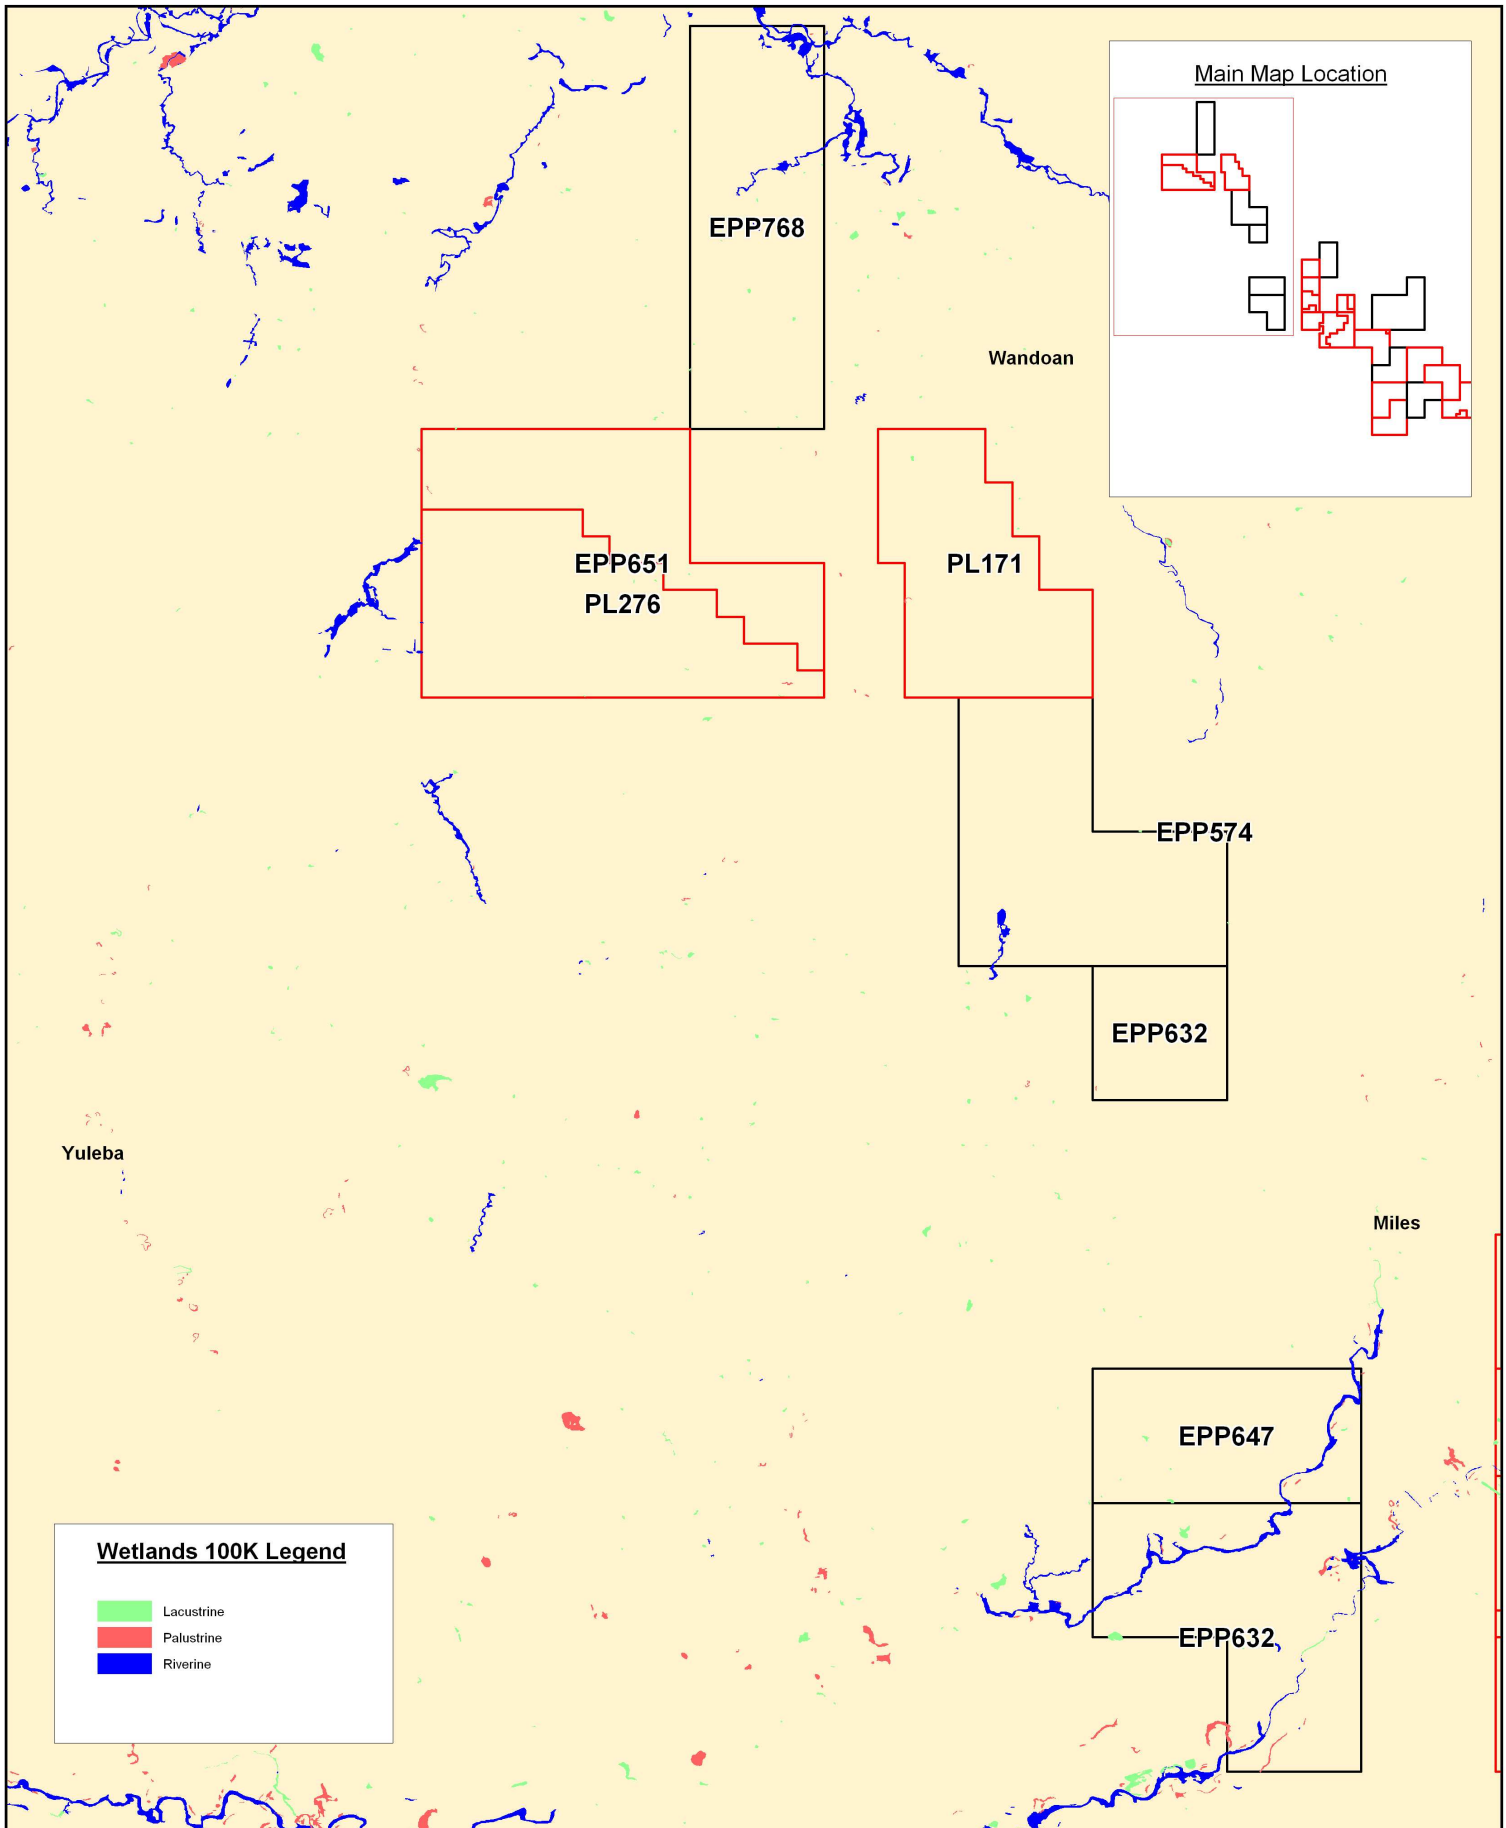 Main Map Location
EPP768
Wandoan
EPP651
PL171
PL276
EPP574
EPP632
Yuleba
Miles
EPP647
Wetlands 100K Legend
Lacustrine
Palustrine
Riverine
EPP632